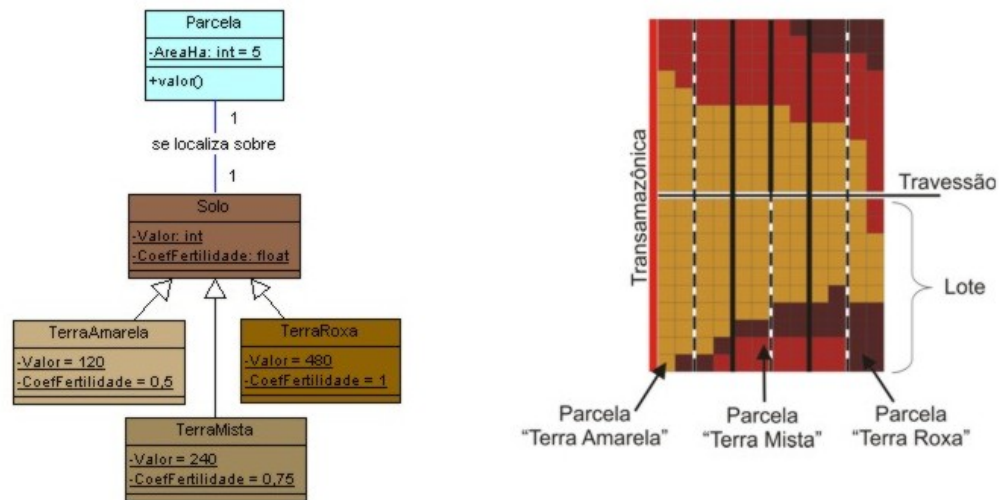 Parcela
-AreaHa: int = 5
+valor()
1
se localiza sobre
1
Solo
-Valor: int
-CoefFertilidade: float
TerraAmarela
-Valor = 120
-CoefFertilidade = 0,5
TerraRoxa
-Valor = 480
-CoefFertilidade = 1
TerraMista
-Valor = 240
-CoefFertilidade = 0,75
Transamazônica
Travessão
Lote
Parcela
“Terra Amarela”
Parcela
“Terra Mista”
Parcela
“Terra Roxa”